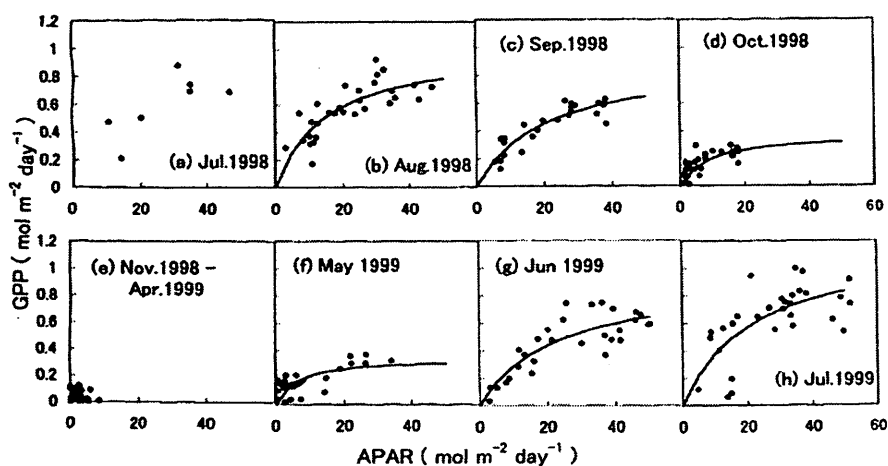 1.2
1
0.8
0.6
0.4
0.2
0
(a) Jul.1998
(b) Aug.1998
(c) Sep.1998
(d) Oct.1998
0 20 40
0 20 40
0 20 40
0 20 40 60
GPP ( mol m⁻² day⁻¹ )
1.2
1
0.8
0.6
0.4
0.2
0
(e) Nov.1998 –
Apr.1999
(f) May 1999
(g) Jun 1999
(h) Jul.1999
0 20 40
0 20 40
0 20 40
0 20 40 60
APAR ( mol m⁻² day⁻¹ )